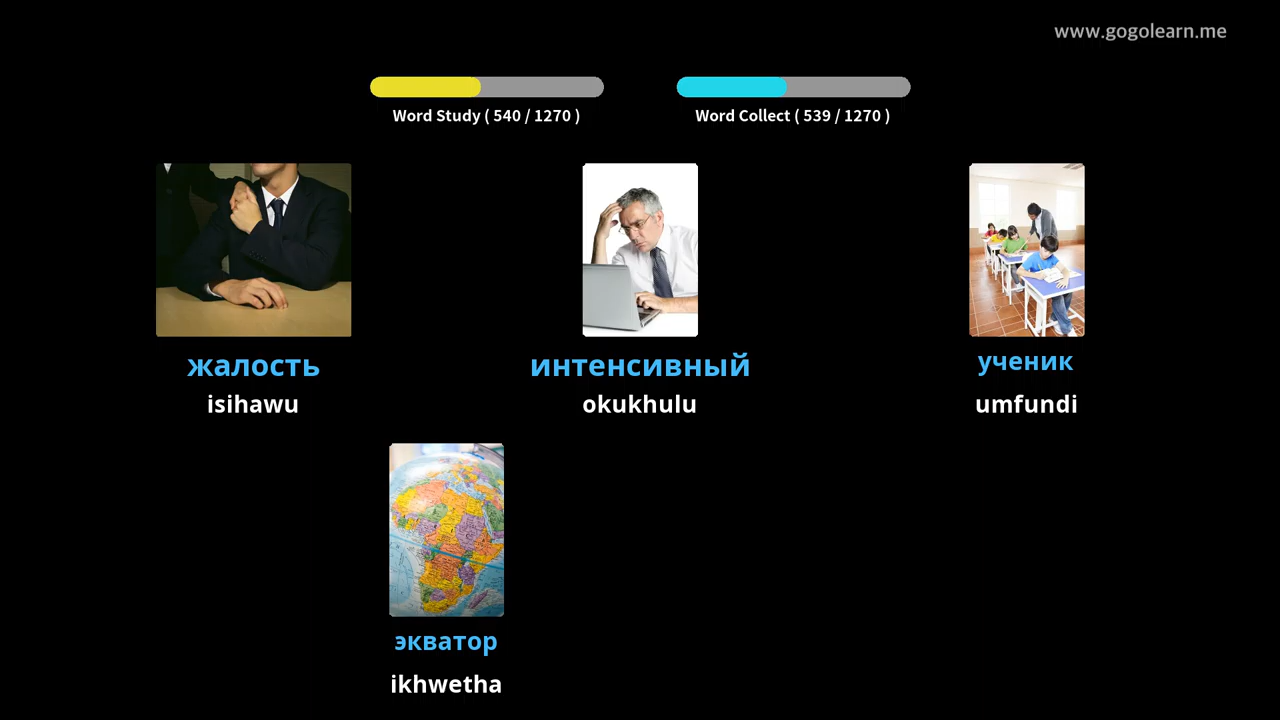 www.gogolearn.me
Word Study ( 540 / 1270 )
Word Collect ( 539 / 1270 )
жалость
isihawu
интенсивный
okukhulu
ученик
umfundi
экватор
ikhwetha